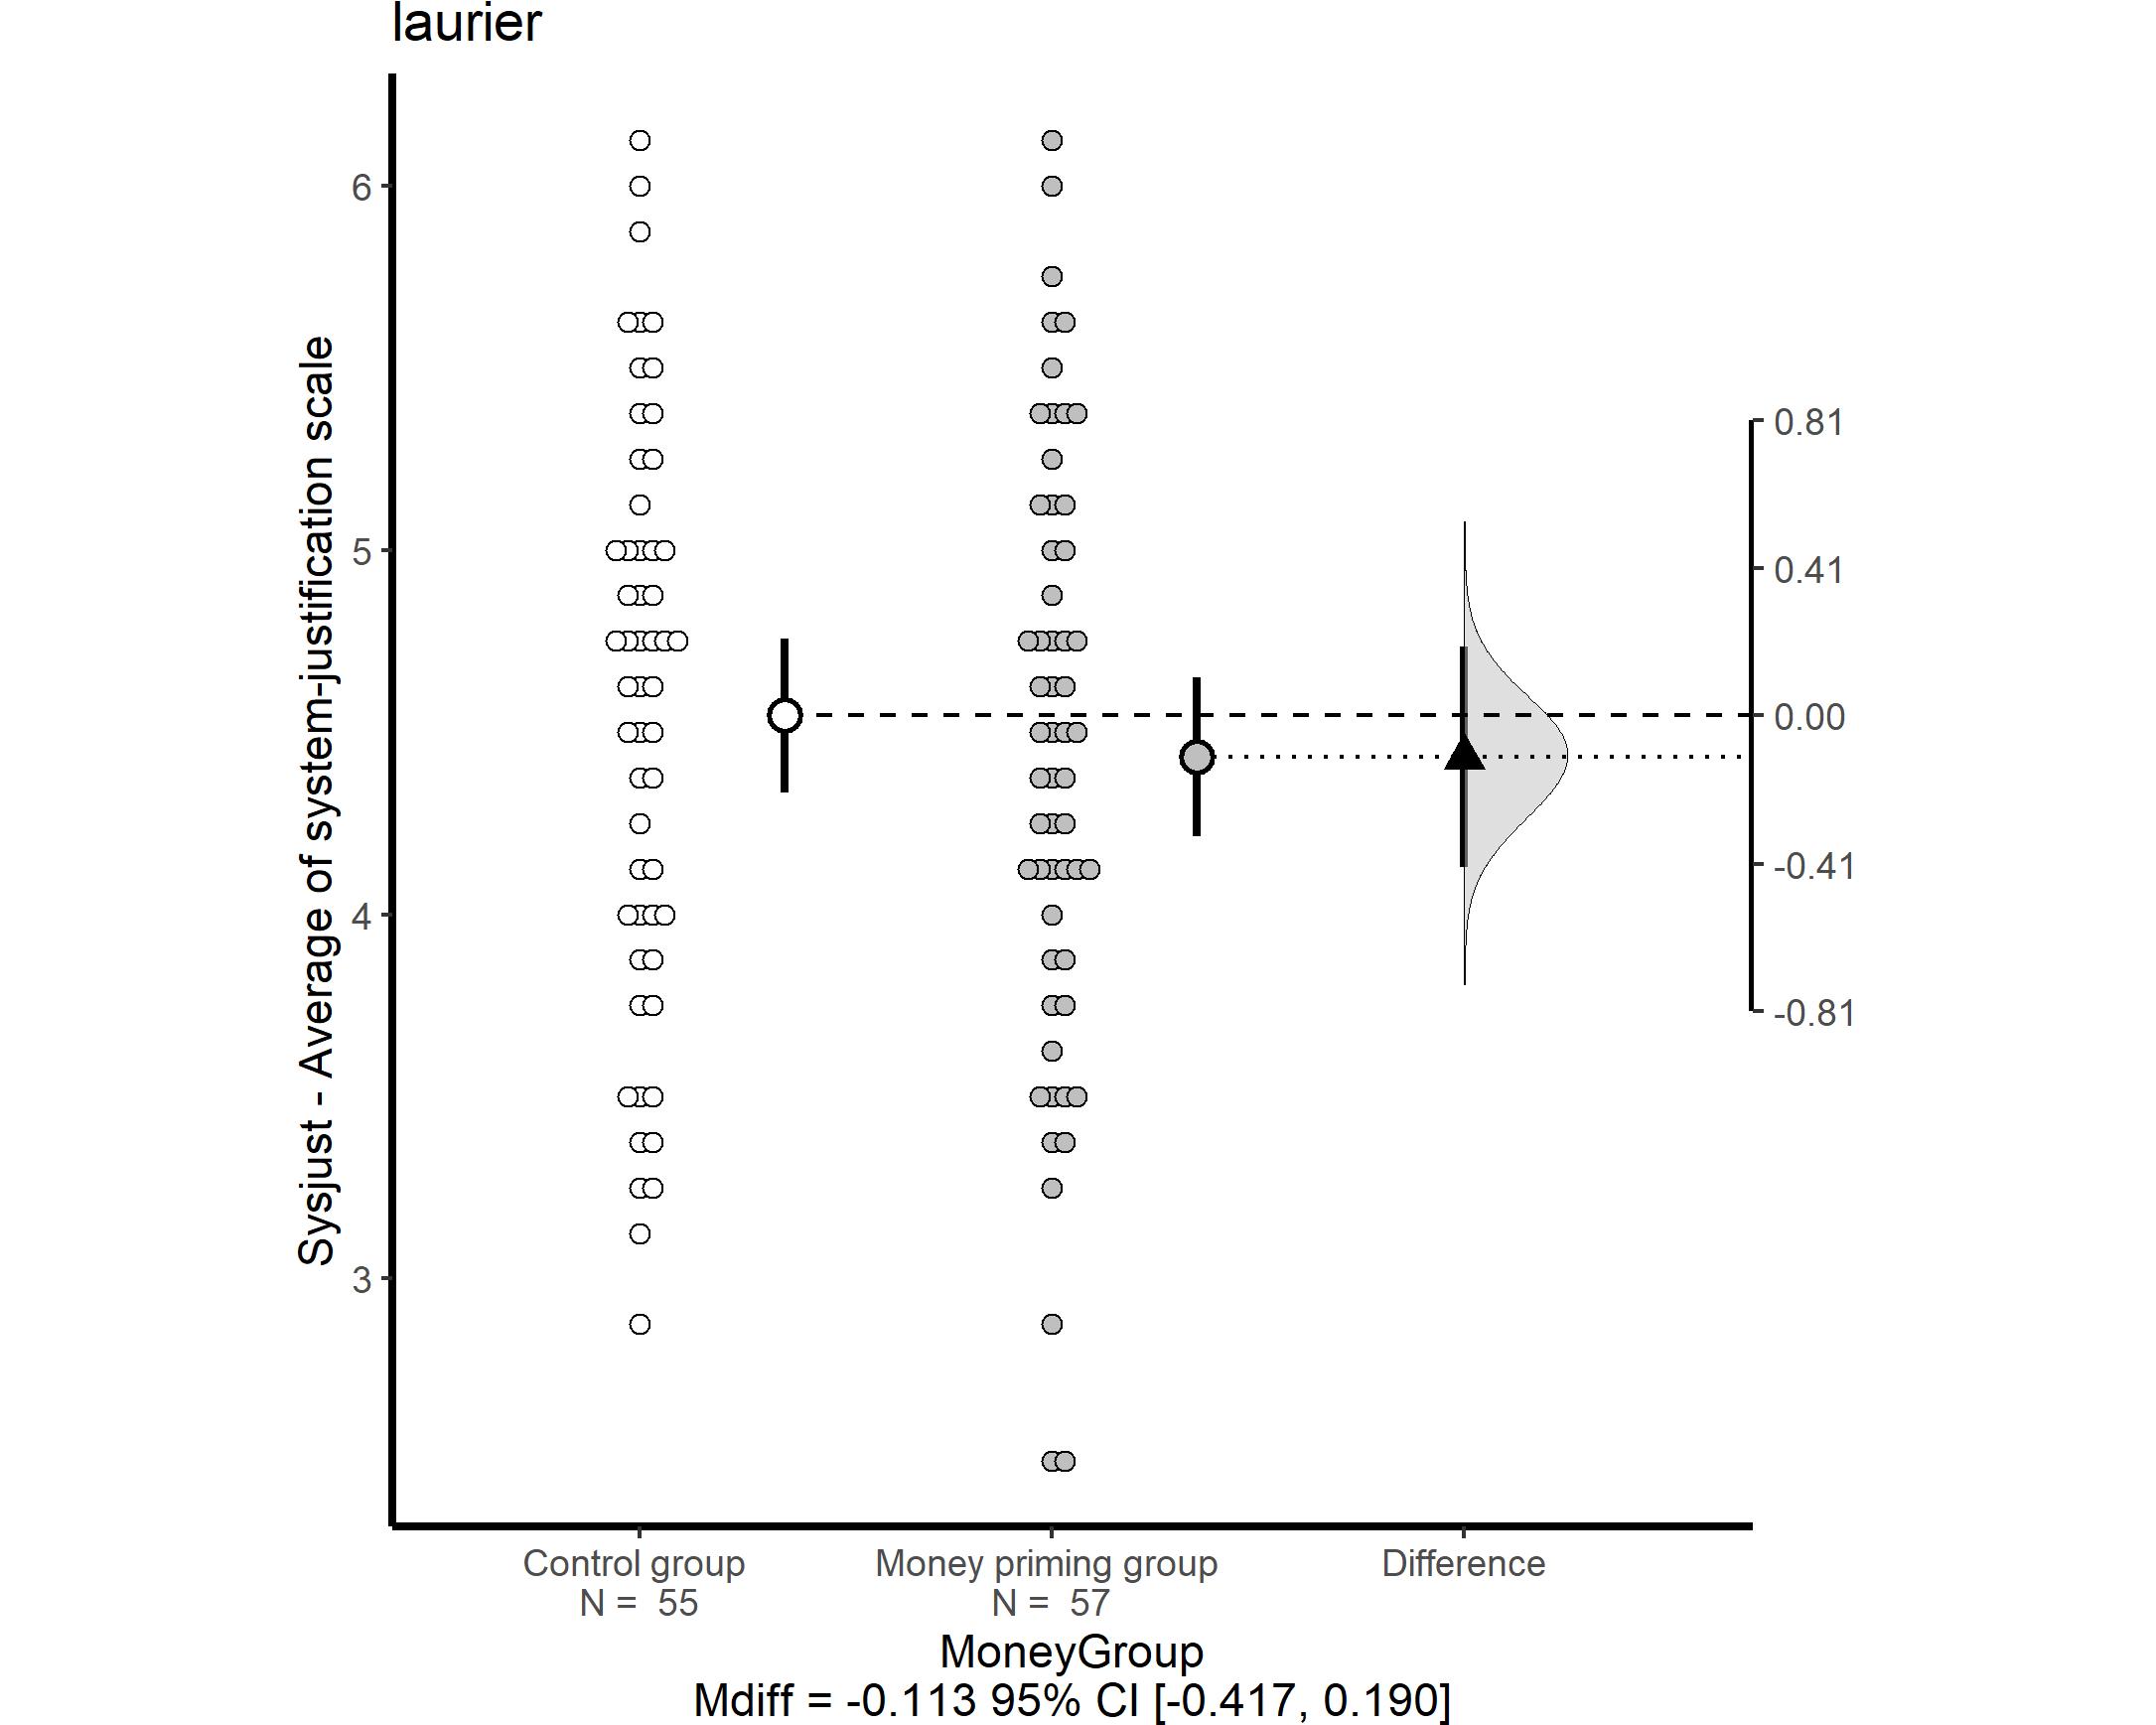 laurier
Sysjust - Average of system-justification scale
6
5
4
3
0.81
0.41
0.00
-0.41
-0.81
Control group
N =  55
Money priming group
N =  57
Difference
MoneyGroup
Mdiff = -0.113 95% CI [-0.417, 0.190]